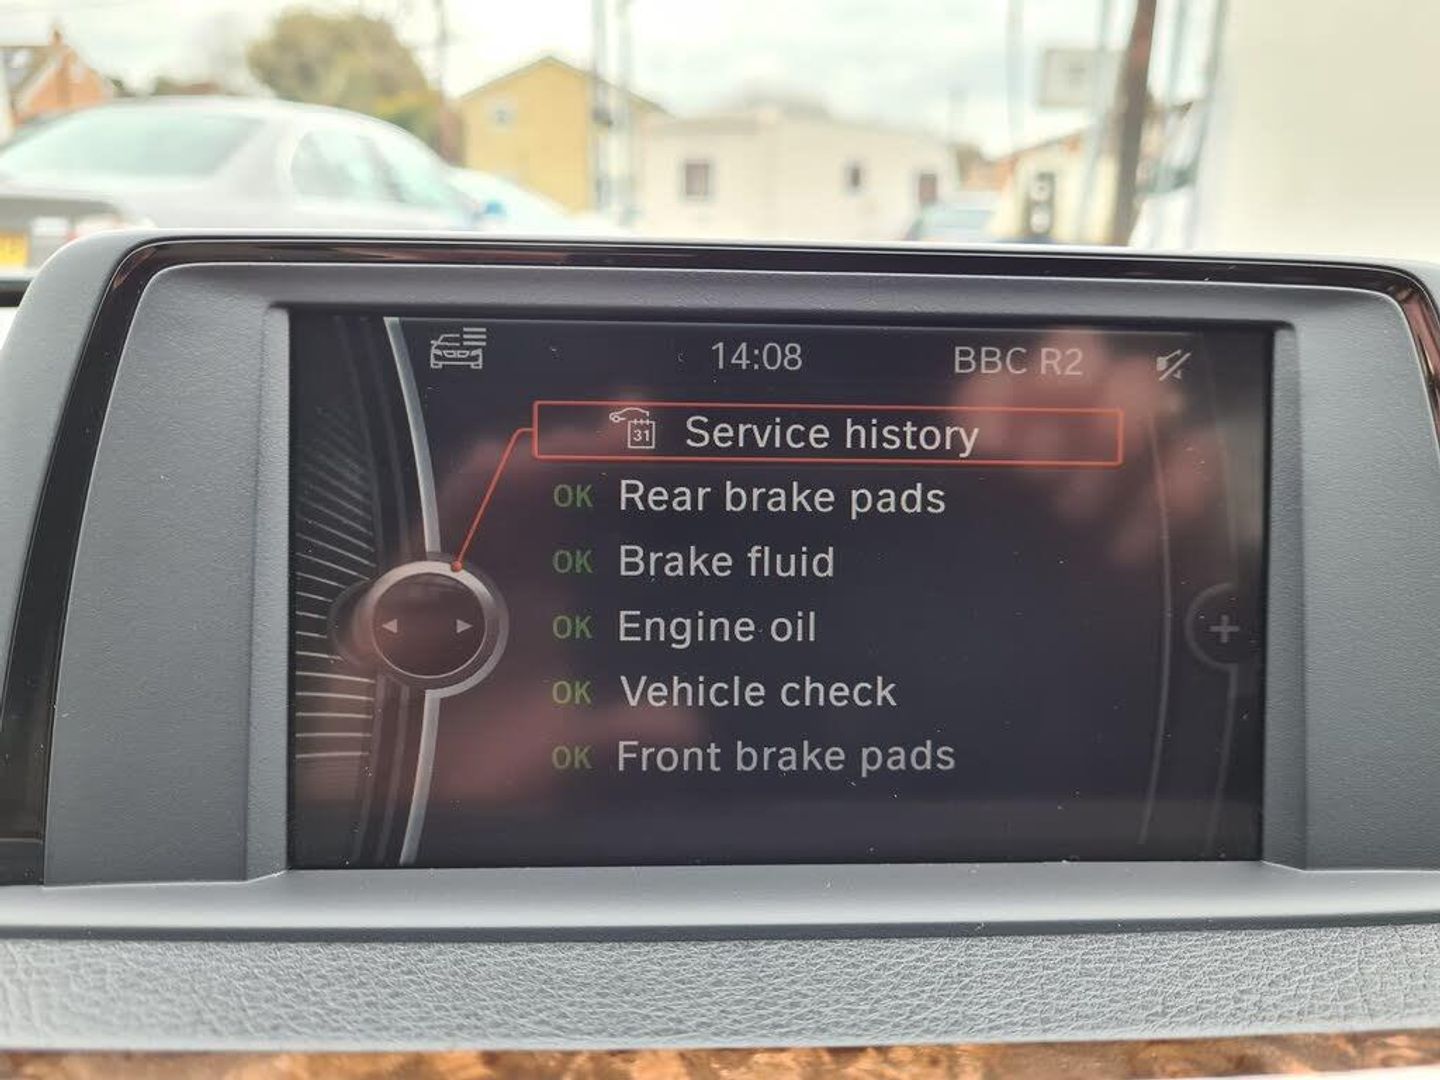 14:08 BBC R2
31 Service history
OK Rear brake pads
OK Brake fluid
OK Engine oil
OK Vehicle check
OK Front brake pads